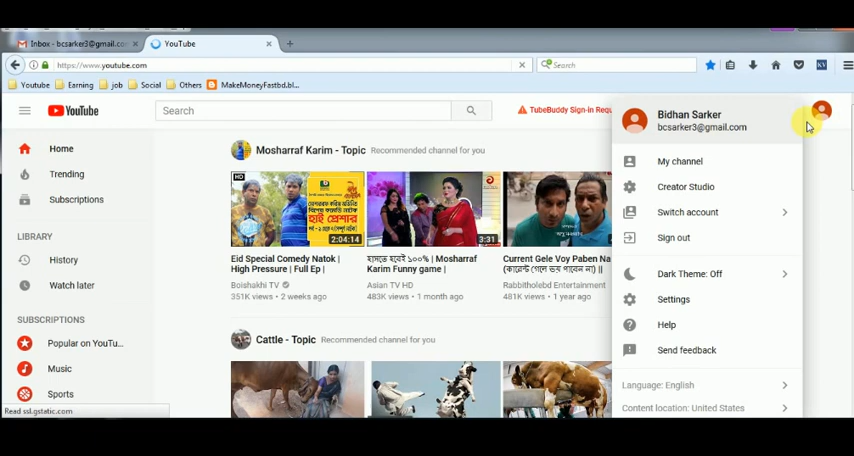 Inbox - bcsarker3@gmail.co
YouTube
https://www.youtube.com
Search
Youtube
Earning
job
Social
Others
MakeMoneyFastbd.bl...
YouTube
Search
TubeBuddy Sign-in Requ
Bidhan Sarker
bcsarker3@gmail.com
Home
Trending
Subscriptions
LIBRARY
History
Watch later
SUBSCRIPTIONS
Popular on YouTu...
Music
Sports
Read ssl.gstatic.com
Mosharraf Karim - Topic Recommended channel for you
HD
হাই প্রেশার
2:04:14
3:31
Eid Special Comedy Natok |
High Pressure | Full Ep |
Boishakhi TV
351K views • 2 weeks ago
হাসতে হবেই ১০০% | Mosharraf
Karim Funny game |
Asian TV HD
483K views • 1 month ago
Current Gele Voy Paben Na
(কারেন্ট গেলে ভয় পাবেন না) ||
Rabbitholebd Entertainment
481K views • 1 year ago
Cattle - Topic Recommended channel for you
My channel
Creator Studio
Switch account
Sign out
Dark Theme: Off
Settings
Help
Send feedback
Language: English
Content location: United States